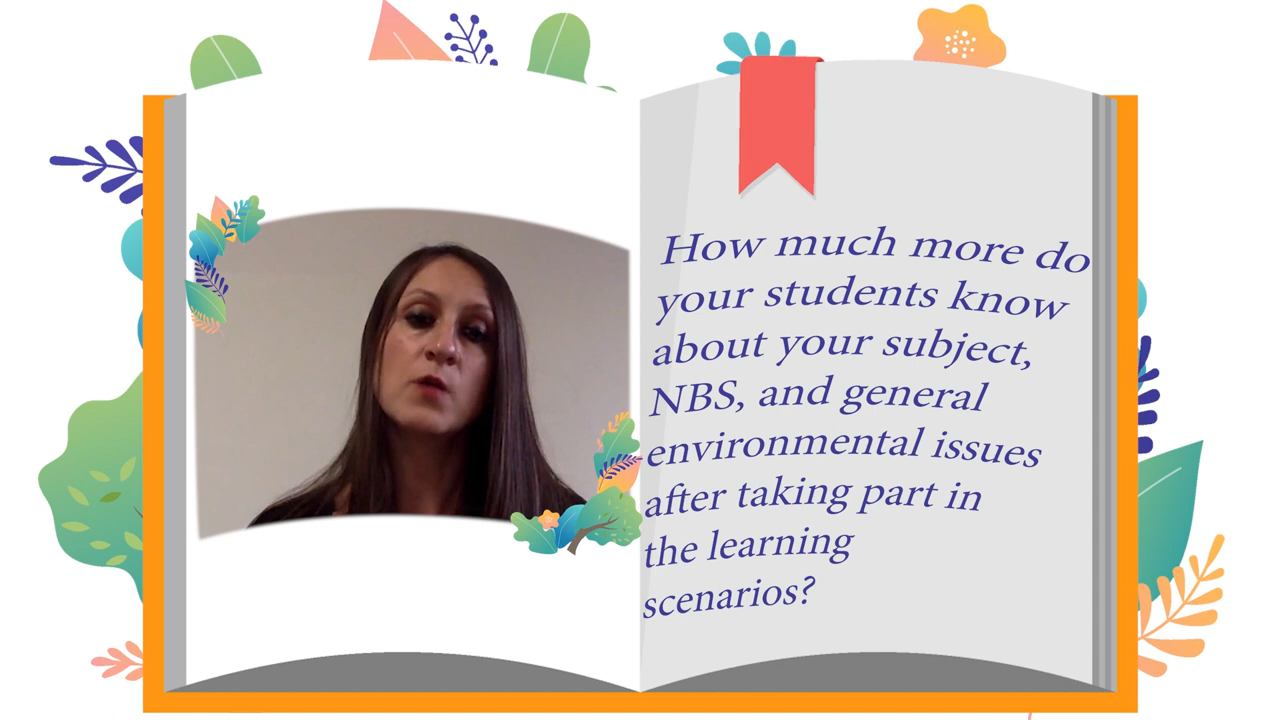 How much more do
your students know
about your subject,
NBS, and general
environmental issues
after taking part in
the learning
scenarios?